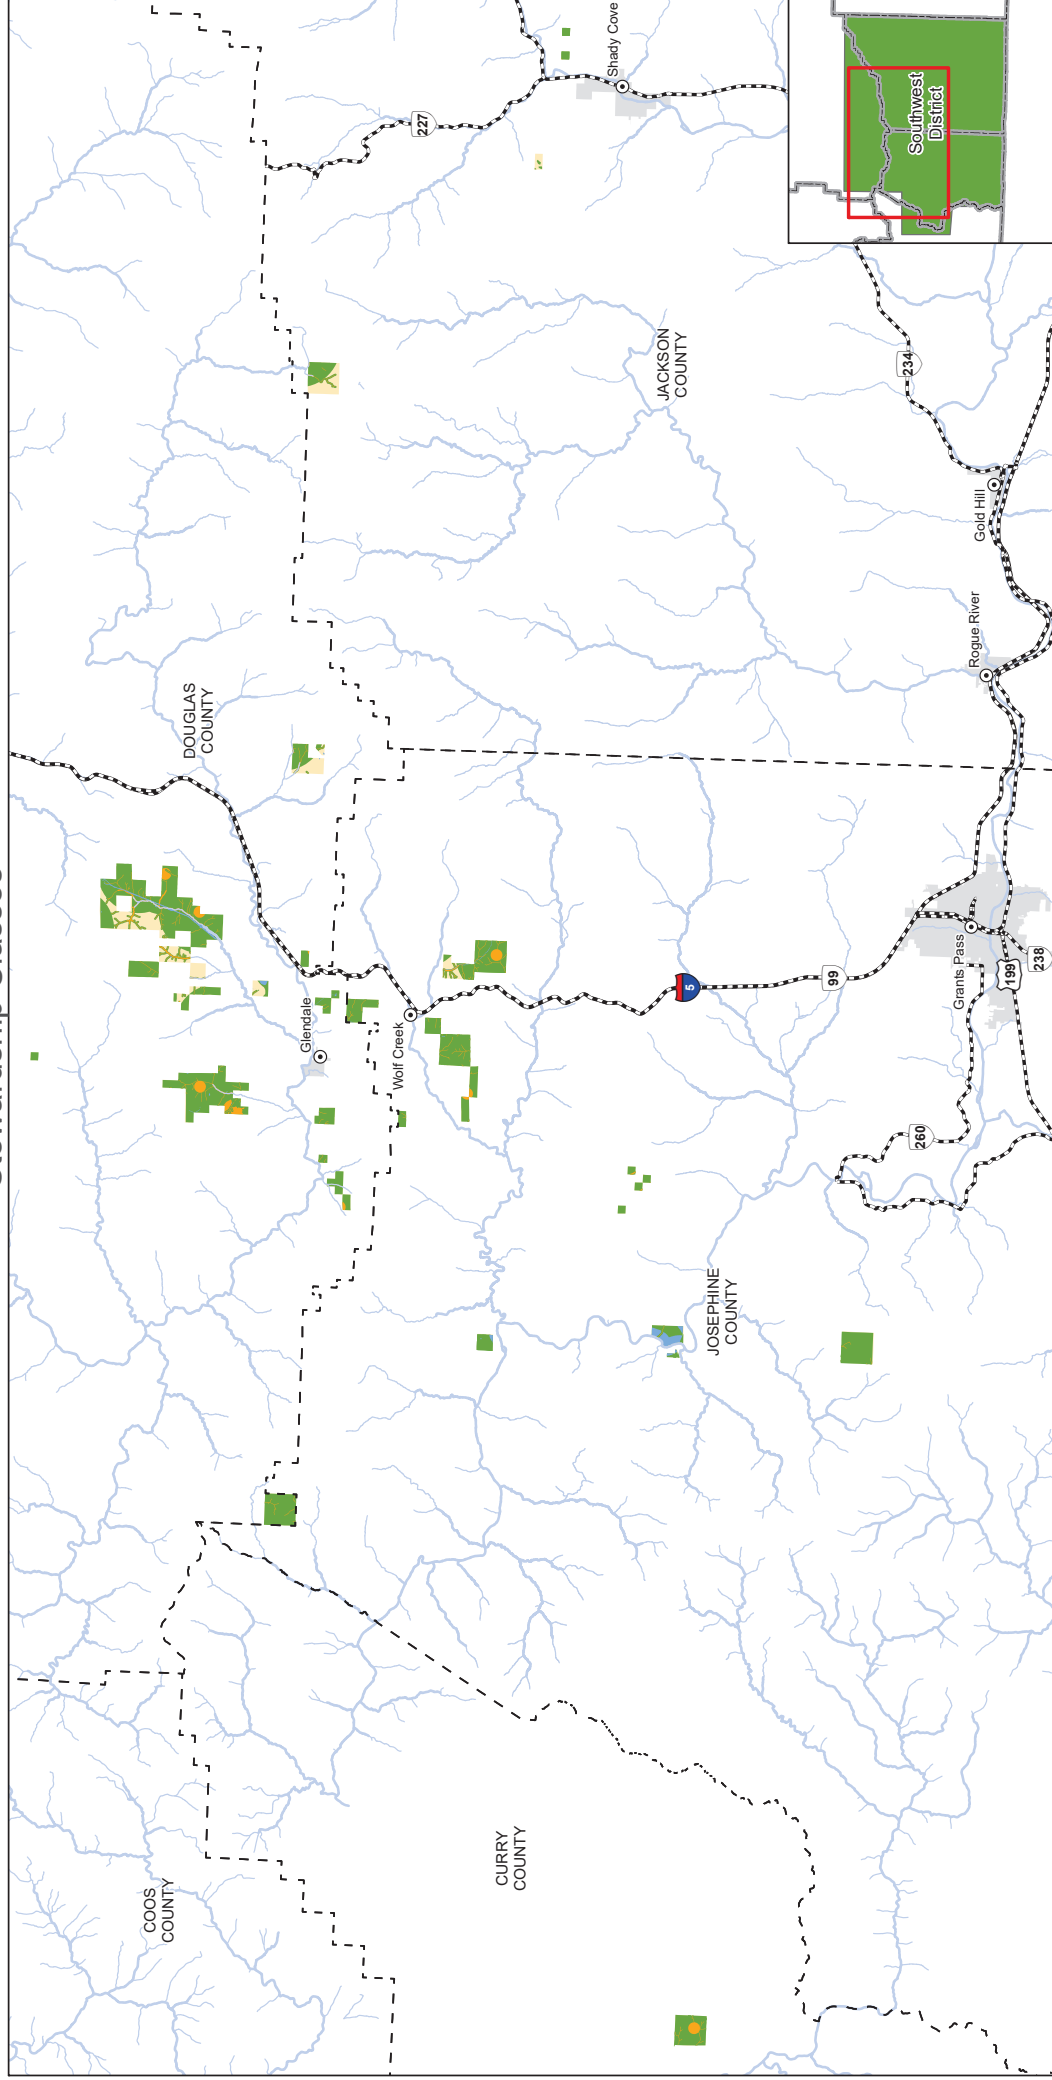 COOS
COUNTY
CURRY
COUNTY
DOUGLAS
COUNTY
JOSEPHINE
COUNTY
JACKSON
COUNTY
Glendale
Wolf Creek
Grants Pass
Rogue River
Gold Hill
Shady Cove
227
234
5
99
199
238
260
Southwest
District